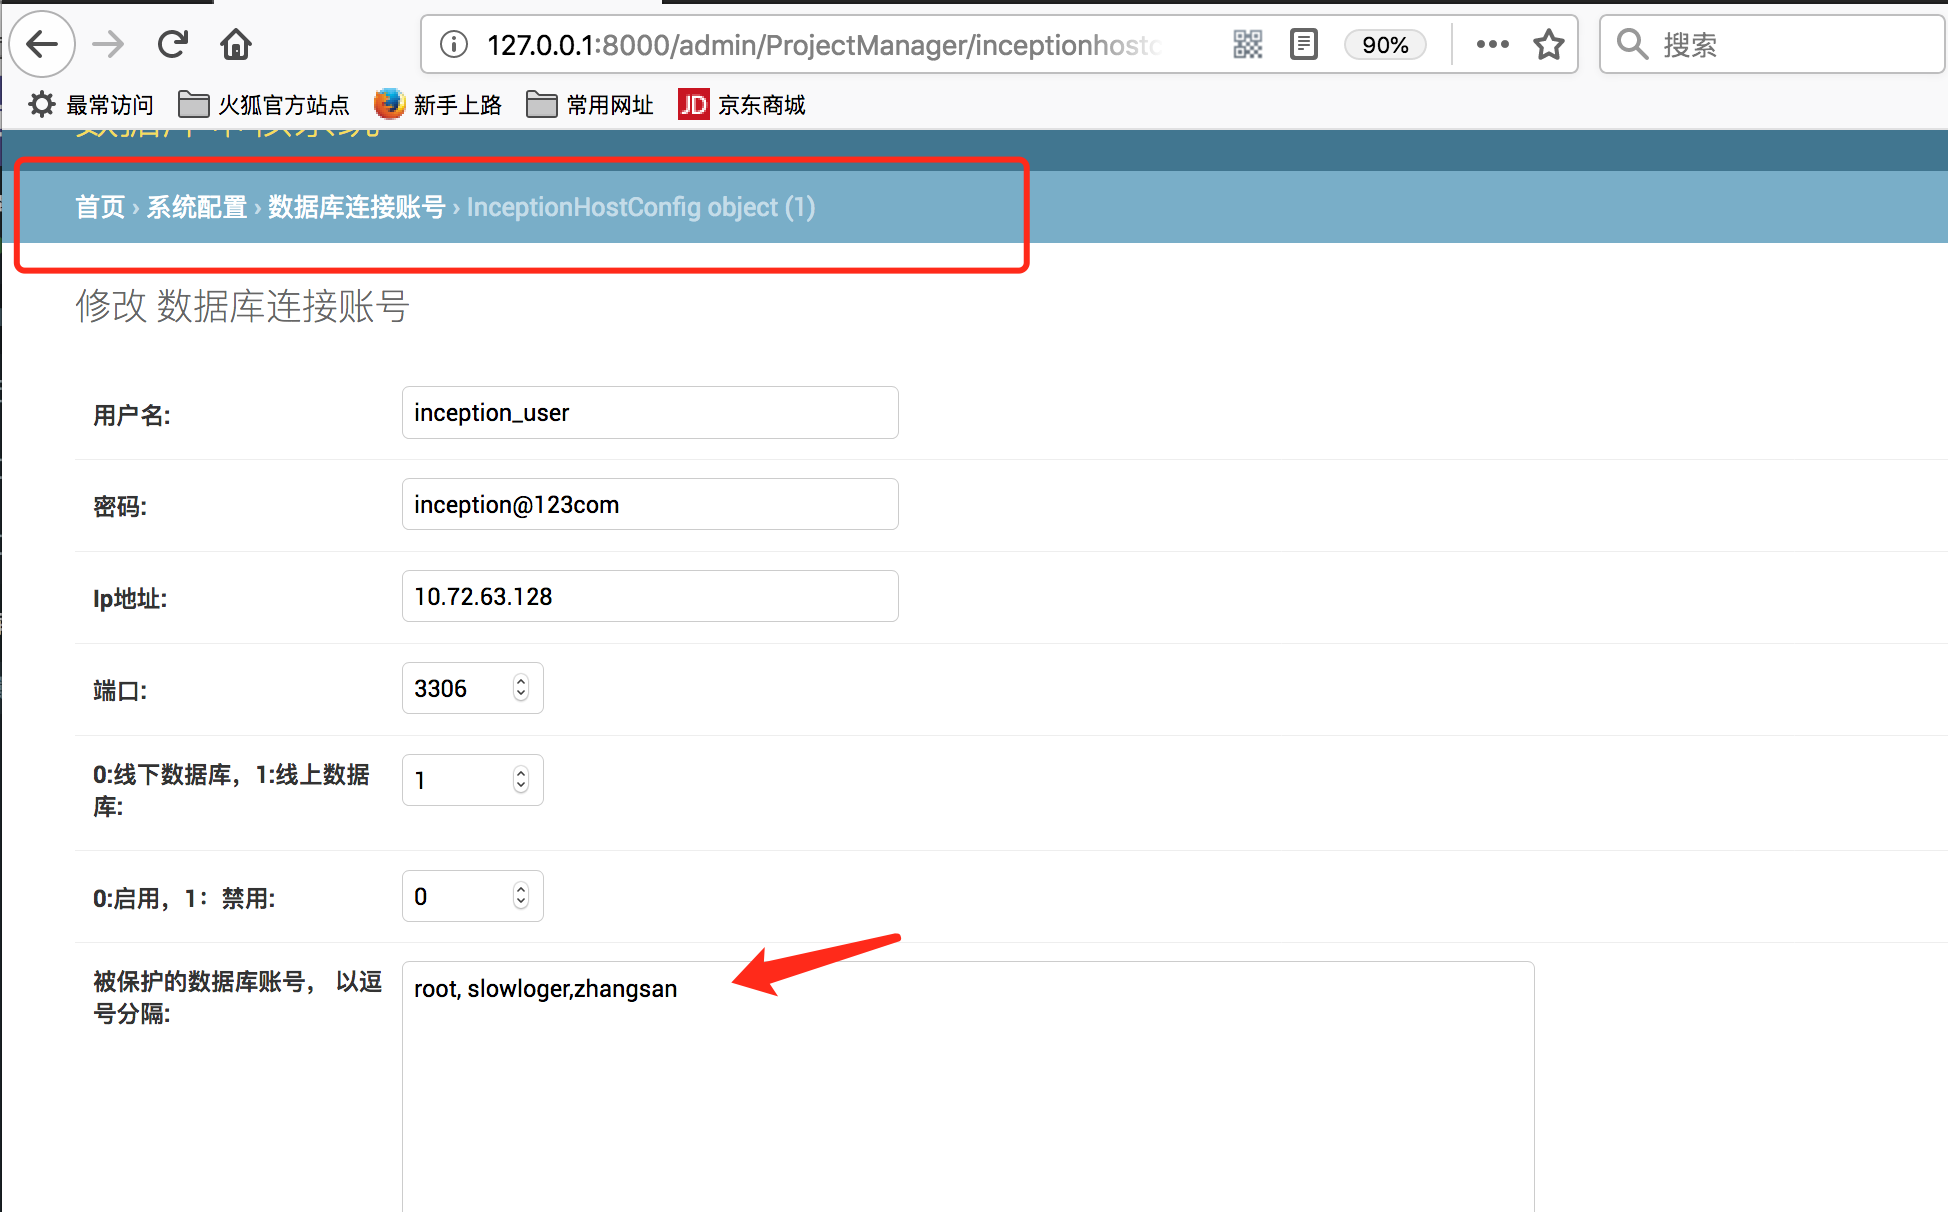 127.0.0.1:8000/admin/ProjectManager/inceptionhost
90%
搜索
最常访问
火狐官方站点
新手上路
常用网址
JD 京东商城
首页 › 系统配置 › 数据库连接账号 › InceptionHostConfig object (1)
修改 数据库连接账号
用户名:
inception_user
密码:
inception@123com
Ip地址:
10.72.63.128
端口:
3306
0:线下数据库，1:线上数据
库:
1
0:启用，1：禁用:
0
被保护的数据库账号， 以逗
号分隔:
root, slowloger,zhangsan